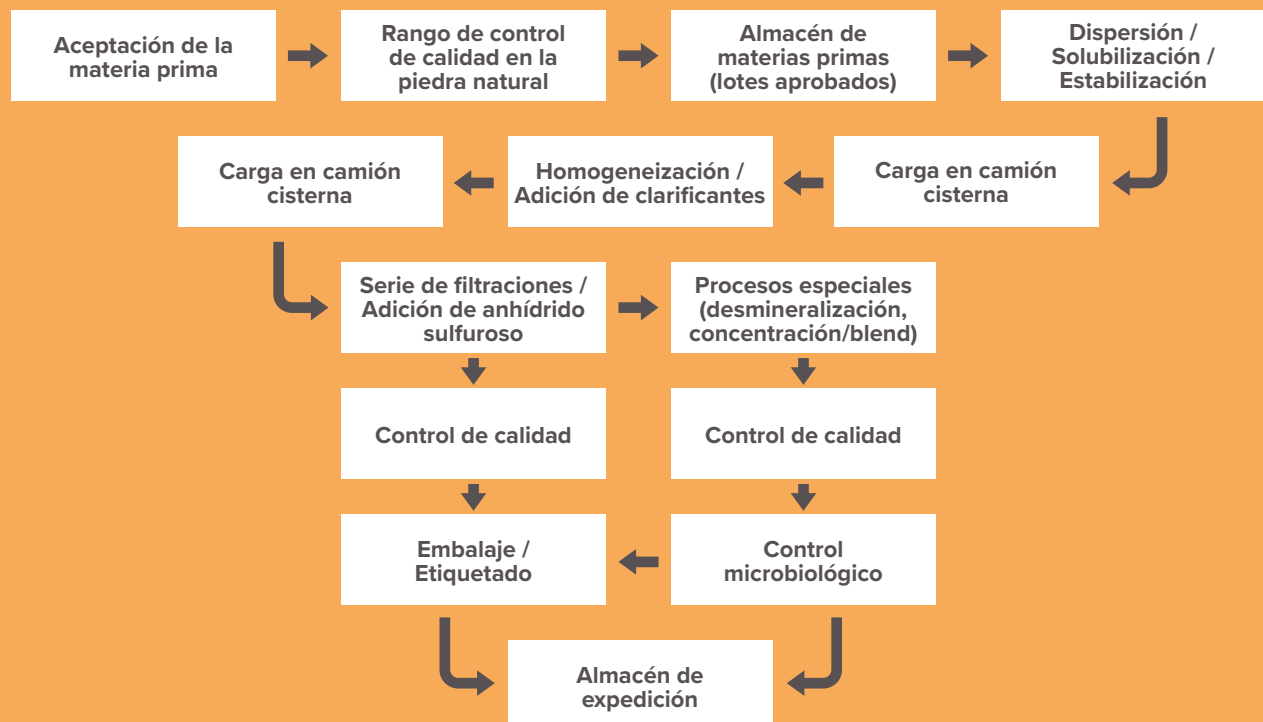 Aceptación de la
materia prima
Rango de control
de calidad en la
piedra natural
Almacén de
materias primas
(lotes aprobados)
Dispersión /
Solubilización /
Estabilización
Carga en camión
cisterna
Homogeneización /
Adición de clarificantes
Carga en camión
cisterna
Serie de filtraciones /
Adición de anhídrido
sulfuroso
Procesos especiales
(desmineralización,
concentración/blend)
Control de calidad
Control de calidad
Embalaje /
Etiquetado
Control
microbiológico
Almacén de
expedición